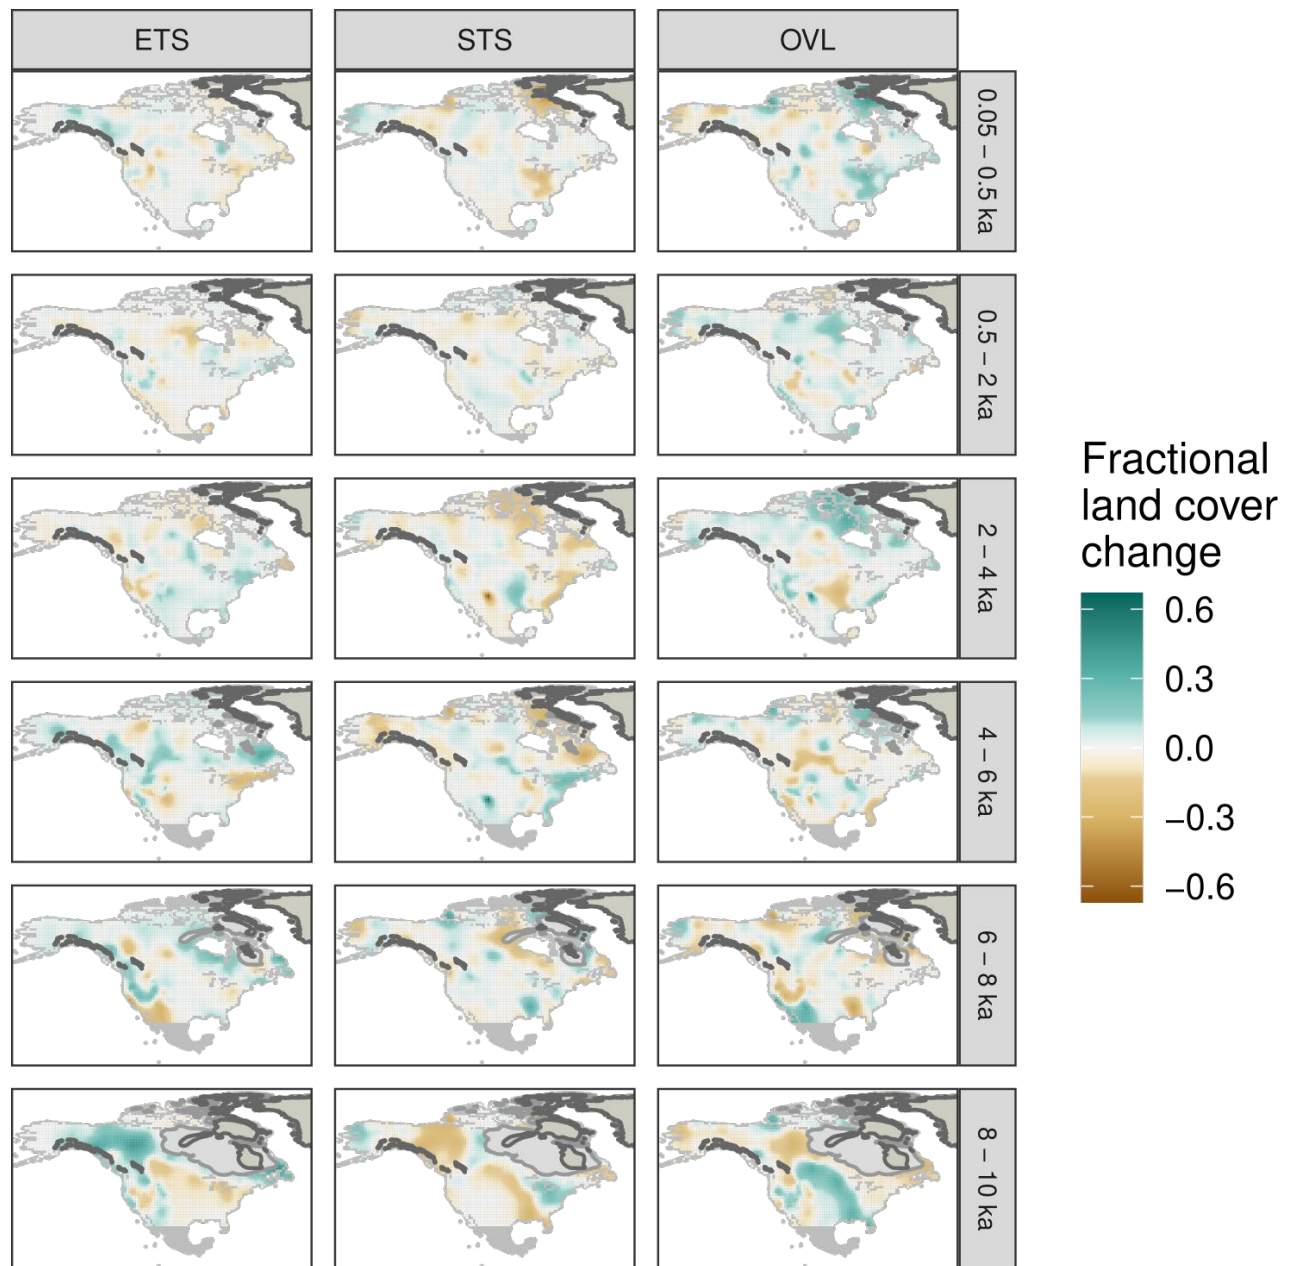 ETS
STS
OVL
0.05 – 0.5 ka
0.5 – 2 ka
2 – 4 ka
4 – 6 ka
6 – 8 ka
8 – 10 ka
Fractional
land cover
change
0.6
0.3
0.0
−0.3
−0.6